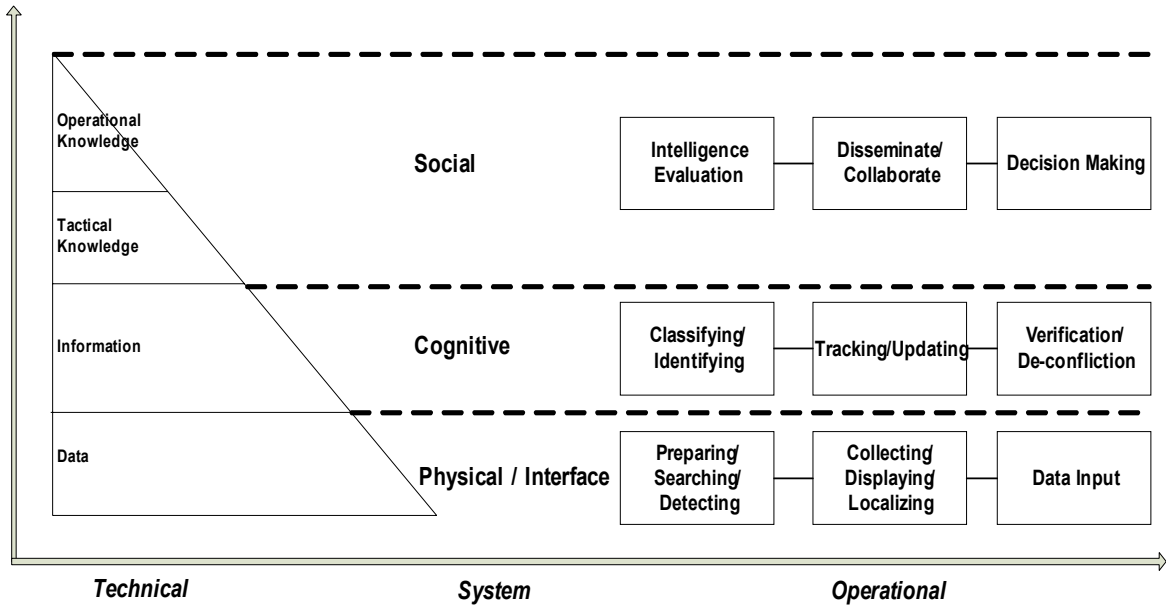 Operational
Knowledge
Social
Intelligence
Evaluation
Disseminate/
Collaborate
Decision Making
Tactical
Knowledge
Information
Cognitive
Classifying/
Identifying
Tracking/Updating
Verification/
De-confliction
Data
Physical / Interface
Preparing/
Searching/
Detecting
Collecting/
Displaying/
Localizing
Data Input
Technical
System
Operational